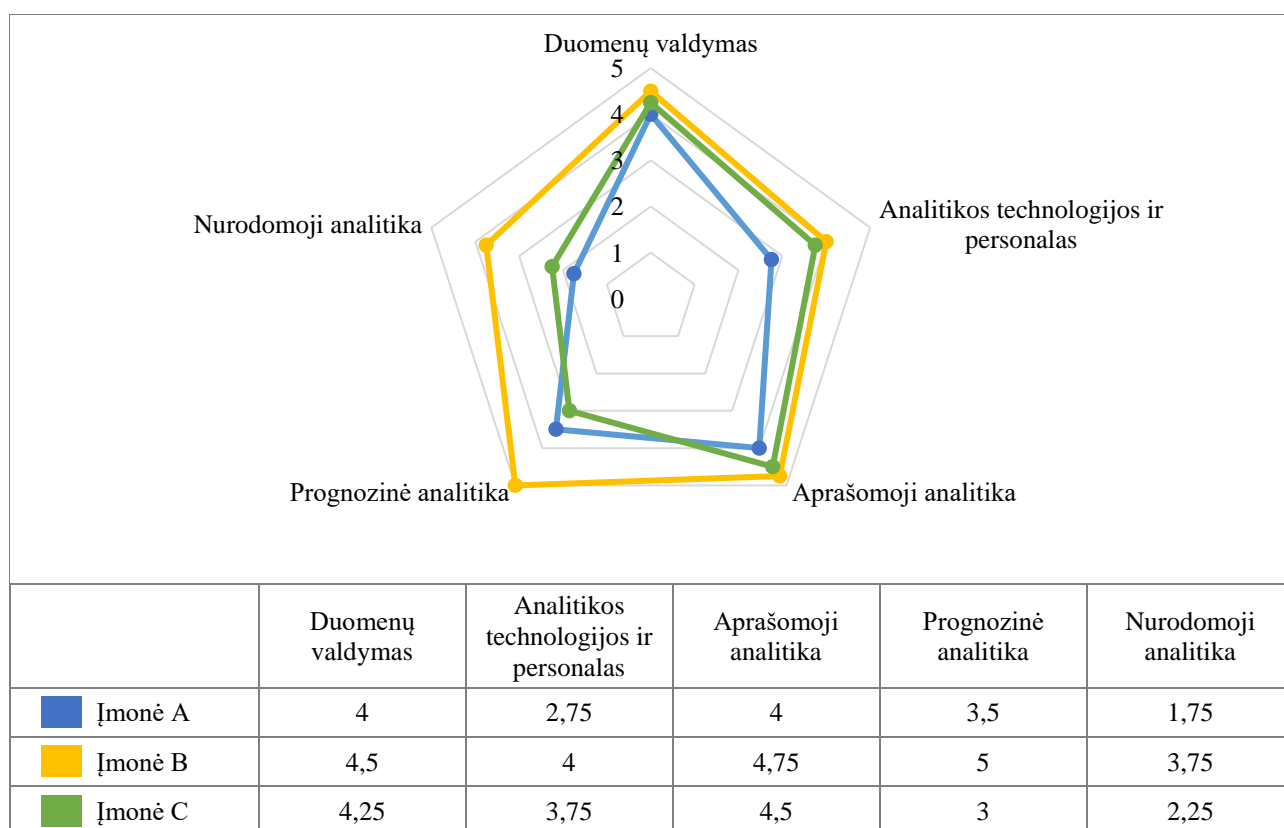 Duomenų valdymas
5
4
3
2
1
0
Analitikos technologijos ir
personalas
Nurodomoji analitika
Prognozinė analitika
Aprašomoji analitika
Duomenų
valdymas
Analitikos
technologijos ir
personalas
Aprašomoji
analitika
Prognozinė
analitika
Nurodomoji
analitika
Įmonė A 4 2,75 4 3,5 1,75
Įmonė B 4,5 4 4,75 5 3,75
Įmonė C 4,25 3,75 4,5 3 2,25